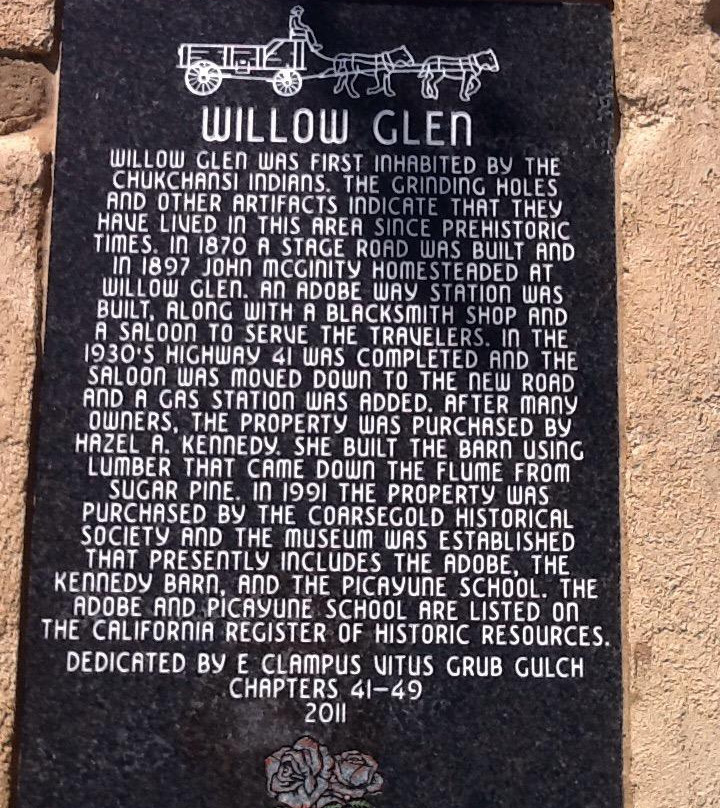 WILLOW GLEN
WILLOW GLEN WAS FIRST INHABITED BY THE
CHUKCHANSI INDIANS. THE GRINDING HOLES
AND OTHER ARTIFACTS INDICATE THAT THEY
HAVE LIVED IN THIS AREA SINCE PREHISTORIC
TIMES. IN 1870 A STAGE ROAD WAS BUILT AND
IN 1897 JOHN MCGINITY HOMESTEADED AT
WILLOW GLEN. AN ADOBE WAY STATION WAS
BUILT, ALONG WITH A BLACKSMITH SHOP AND
A SALOON TO SERVE THE TRAVELERS. IN THE
1930'S HIGHWAY 41 WAS COMPLETED AND THE
SALOON WAS MOVED DOWN TO THE NEW ROAD
AND A GAS STATION WAS ADDED. AFTER MANY
OWNERS, THE PROPERTY WAS PURCHASED BY
HAZEL A. KENNEDY. SHE BUILT THE BARN USING
LUMBER THAT CAME DOWN THE FLUME FROM
SUGAR PINE. IN 1991 THE PROPERTY WAS
PURCHASED BY THE COARSEGOLD HISTORICAL
SOCIETY AND THE MUSEUM WAS ESTABLISHED
THAT PRESENTLY INCLUDES THE ADOBE, THE
KENNEDY BARN, AND THE PICAYUNE SCHOOL. THE
ADOBE AND PICAYUNE SCHOOL ARE LISTED ON
THE CALIFORNIA REGISTER OF HISTORIC RESOURCES.
DEDICATED BY E CLAMPUS VITUS GRUB GULCH
CHAPTERS 41-49
2011